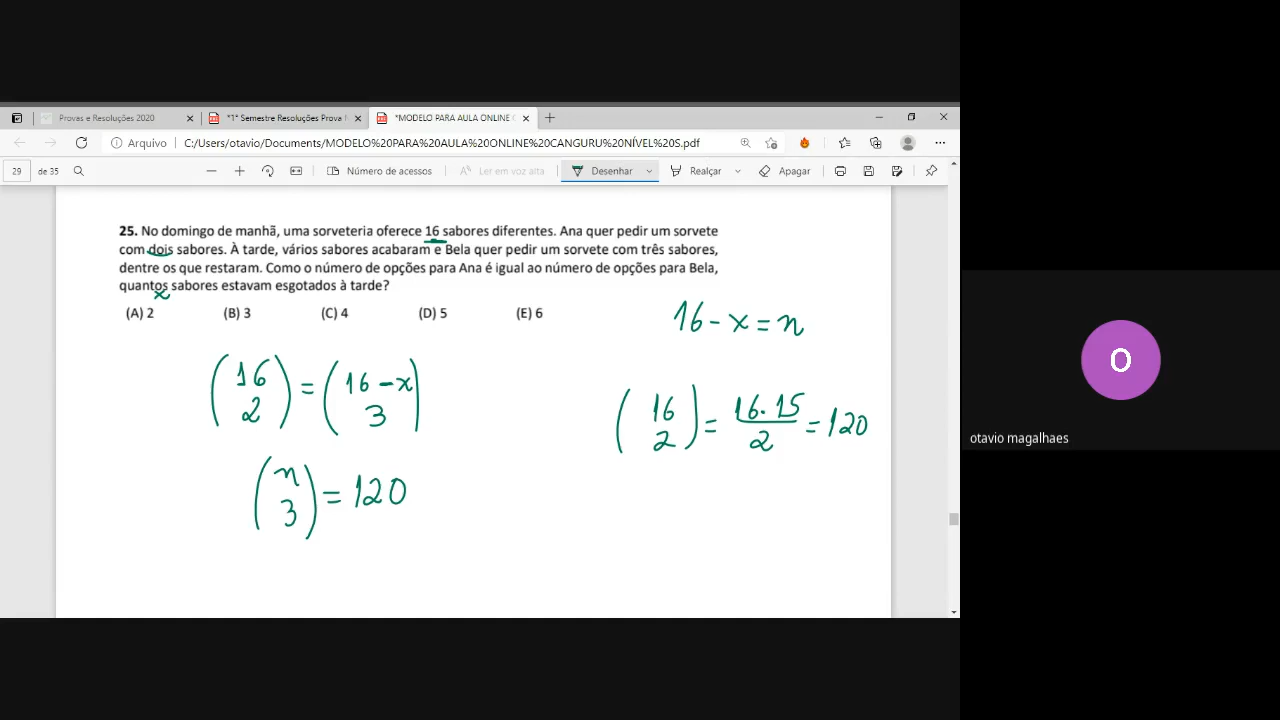 Provas e Resoluções 2020
*1° Semestre Resoluções Prova
*MODELO PARA AULA ONLINE
Arquivo
C:/Users/otavio/Documents/MODELO%20PARA%20AULA%20ONLINE%20CANGURU%20NÍVEL%20S.pdf
29 de 35
Número de acessos
Ler em voz alta
Desenhar
Realçar
Apagar
25. No domingo de manhã, uma sorveteria oferece 16 sabores diferentes. Ana quer pedir um sorvete
com dois sabores. À tarde, vários sabores acabaram e Bela quer pedir um sorvete com três sabores,
dentre os que restaram. Como o número de opções para Ana é igual ao número de opções para Bela,
quantos sabores estavam esgotados à tarde?
x
(A) 2 (B) 3 (C) 4 (D) 5 (E) 6
16 - x = n
(16 2) = (16 - x 3)
(16 2) = 16 . 15 / 2 = 120
(n 3) = 120
O
otavio magalhaes